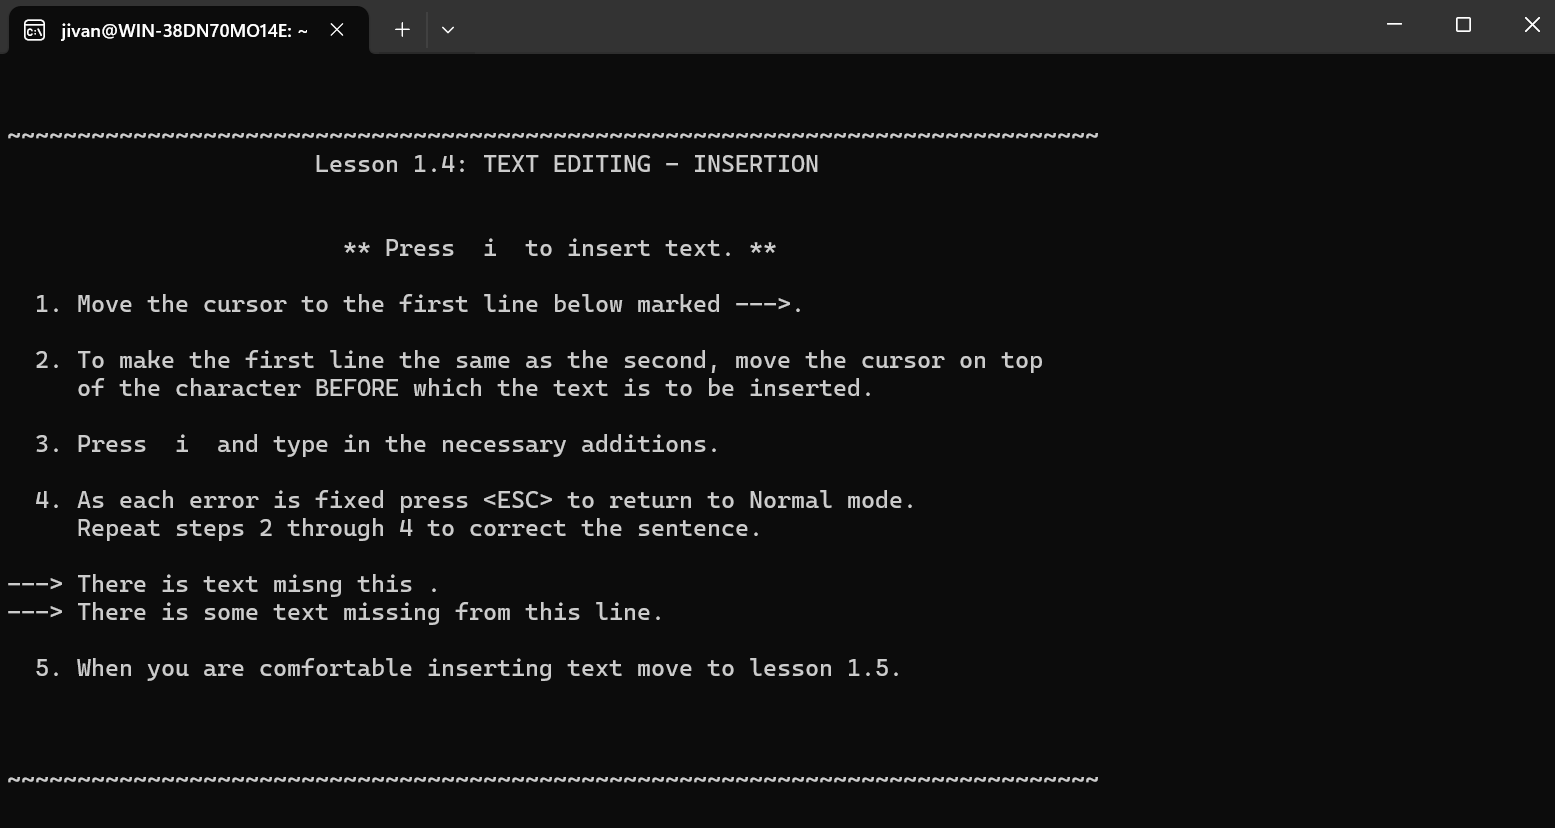 jivan@WIN-38DN70MO14E: ~
~~~~~~~~~~~~~~~~~~~~~~~~~~~~~~~~~~~~~~~~~~~~~~~~~~~~~~~~~~~~~~~~~~~~~~~~~~~~~~
Lesson 1.4: TEXT EDITING - INSERTION
** Press  i  to insert text. **
1. Move the cursor to the first line below marked --->.
2. To make the first line the same as the second, move the cursor on top
of the character BEFORE which the text is to be inserted.
3. Press  i  and type in the necessary additions.
4. As each error is fixed press <ESC> to return to Normal mode.
Repeat steps 2 through 4 to correct the sentence.
---> There is text misng this .
---> There is some text missing from this line.
5. When you are comfortable inserting text move to lesson 1.5.
~~~~~~~~~~~~~~~~~~~~~~~~~~~~~~~~~~~~~~~~~~~~~~~~~~~~~~~~~~~~~~~~~~~~~~~~~~~~~~